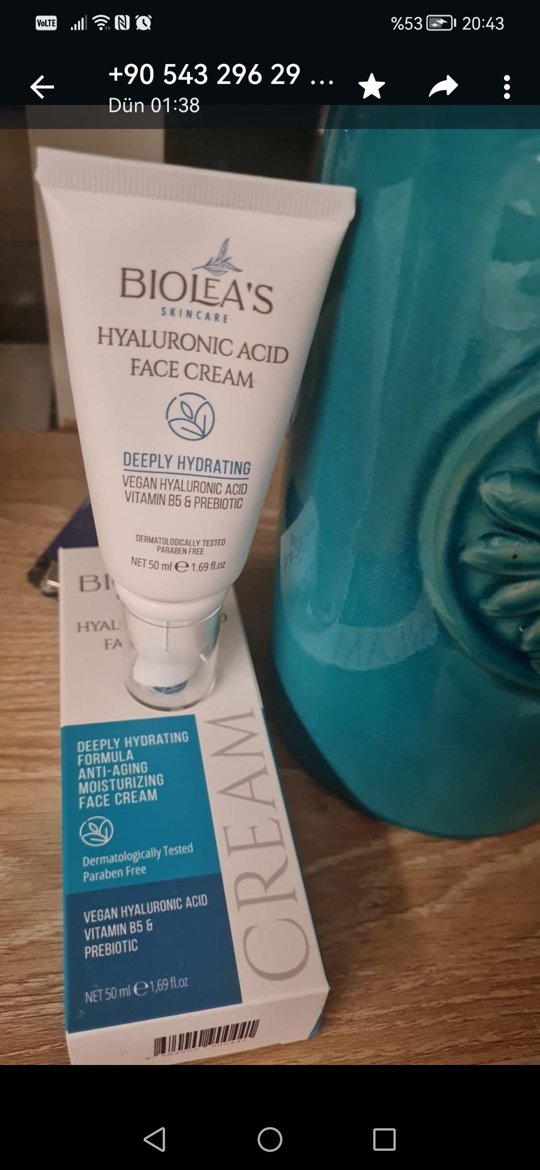 VoLTE
%53
20:43
+90 543 296 29 ...
Dün 01:38
BIOLEA'S
SKINCARE
HYALURONIC ACID
FACE CREAM
DEEPLY HYDRATING
VEGAN HYALURONIC ACID
VITAMIN B5 & PREBIOTIC
DERMATOLOGICALLY TESTED
PARABEN FREE
NET 50 ml e 1.69 fl.oz
DEEPLY HYDRATING
FORMULA
ANTI-AGING
MOISTURIZING
FACE CREAM
Dermatologically Tested
Paraben Free
VEGAN HYALURONIC ACID
VITAMIN B5 &
PREBIOTIC
NET 50 ml e 1,69 fl.oz
CREAM